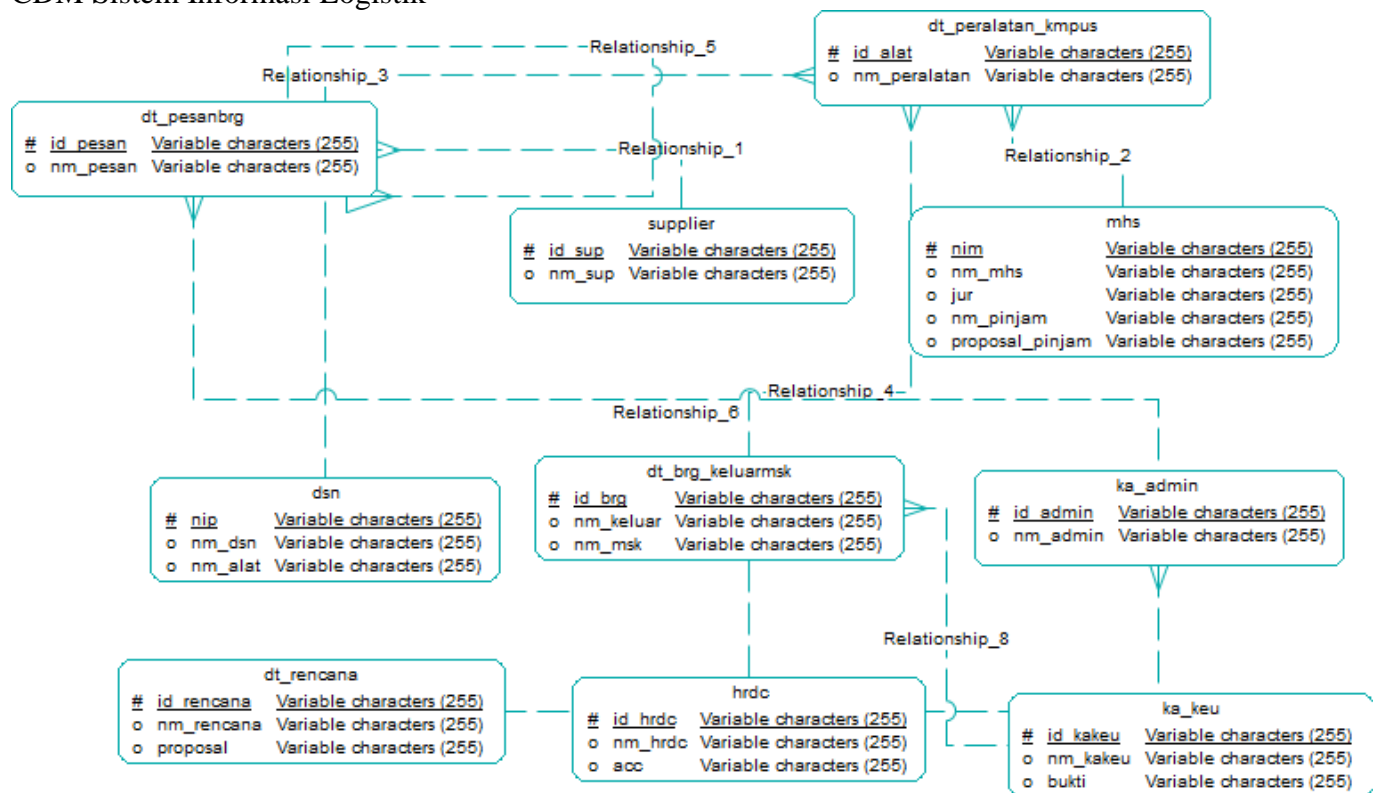 CDM Sistem Informasi Logistik
dt_peralatan_kmpus
# id_alat Variable characters (255)
o nm_peralatan Variable characters (255)
Relationship_5
Relationship_3
dt_pesanbrg
# id_pesan Variable characters (255)
o nm_pesan Variable characters (255)
Relationship_1
Relationship_2
supplier
# id_sup Variable characters (255)
o nm_sup Variable characters (255)
mhs
# nim Variable characters (255)
o nm_mhs Variable characters (255)
o jur Variable characters (255)
o nm_pinjam Variable characters (255)
o proposal_pinjam Variable characters (255)
Relationship_4
Relationship_6
dsn
# nip Variable characters (255)
o nm_dsn Variable characters (255)
o nm_alat Variable characters (255)
dt_brg_keluarmsk
# id_brg Variable characters (255)
o nm_keluar Variable characters (255)
o nm_msk Variable characters (255)
ka_admin
# id_admin Variable characters (255)
o nm_admin Variable characters (255)
Relationship_8
dt_rencana
# id_rencana Variable characters (255)
o nm_rencana Variable characters (255)
o proposal Variable characters (255)
hrdc
# id_hrdc Variable characters (255)
o nm_hrdc Variable characters (255)
o acc Variable characters (255)
ka_keu
# id_kakeu Variable characters (255)
o nm_kakeu Variable characters (255)
o bukti Variable characters (255)